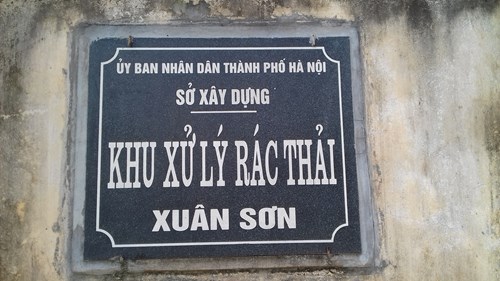 ỦY BAN NHÂN DÂN THÀNH PHỐ HÀ NỘI
SỞ XÂY DỰNG
KHU XỬ LÝ RÁC THẢI
XUÂN SƠN